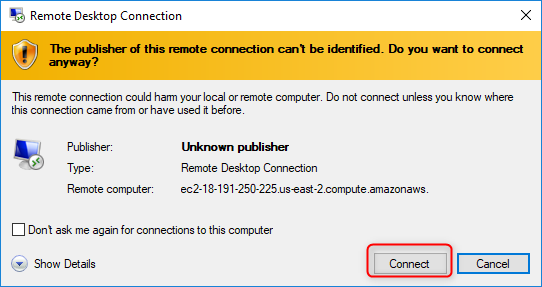 Remote Desktop Connection
The publisher of this remote connection can't be identified. Do you want to connect
anyway?
This remote connection could harm your local or remote computer. Do not connect unless you know where
this connection came from or have used it before.
Publisher: Unknown publisher
Type: Remote Desktop Connection
Remote computer: ec2-18-191-250-225.us-east-2.compute.amazonaws.
Don't ask me again for connections to this computer
Show Details Connect Cancel